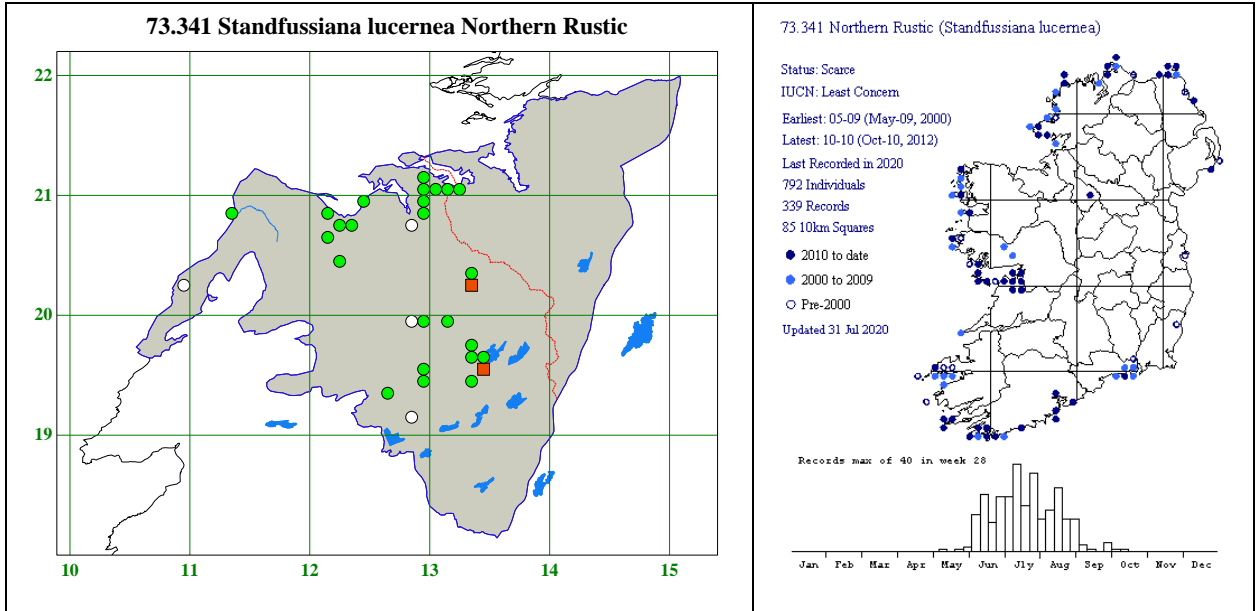 73.341 Standfussiana lucernea Northern Rustic
22
21
20
19
10 11 12 13 14 15
73.341 Northern Rustic (Standfussiana lucernea)
Status: Scarce
IUCN: Least Concern
Earliest: 05-09 (May-09, 2000)
Latest: 10-10 (Oct-10, 2012)
Last Recorded in 2020
792 Individuals
339 Records
85 10km Squares
2010 to date
2000 to 2009
Pre-2000
Updated 31 Jul 2020
Records max of 40 in week 28
Jan Feb Mar Apr May Jun Jly Aug Sep Oct Nov Dec